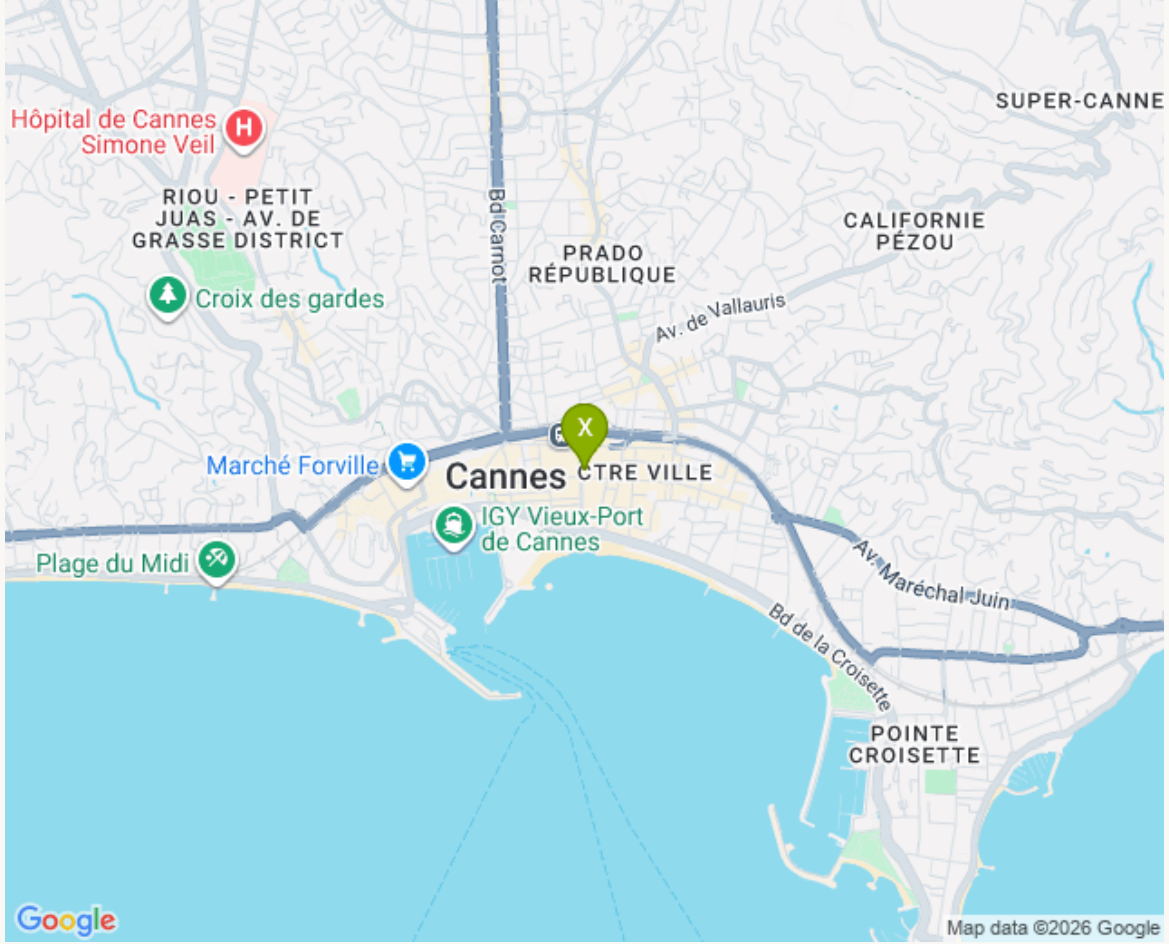 SUPER-CANNE
Hôpital de Cannes
Simone Veil
H
RIOU - PETIT
JUAS - AV. DE
GRASSE DISTRICT
Bd Carnot
CALIFORNIE
PÉZOU
PRADO
RÉPUBLIQUE
Croix des gardes
Av. de Vallauris
X
Marché Forville
Cannes
CTRE VILLE
IGY Vieux-Port
de Cannes
Plage du Midi
Av. Maréchal Juin
Bd de la Croisette
POINTE
CROISETTE
Google
Map data ©2026 Google